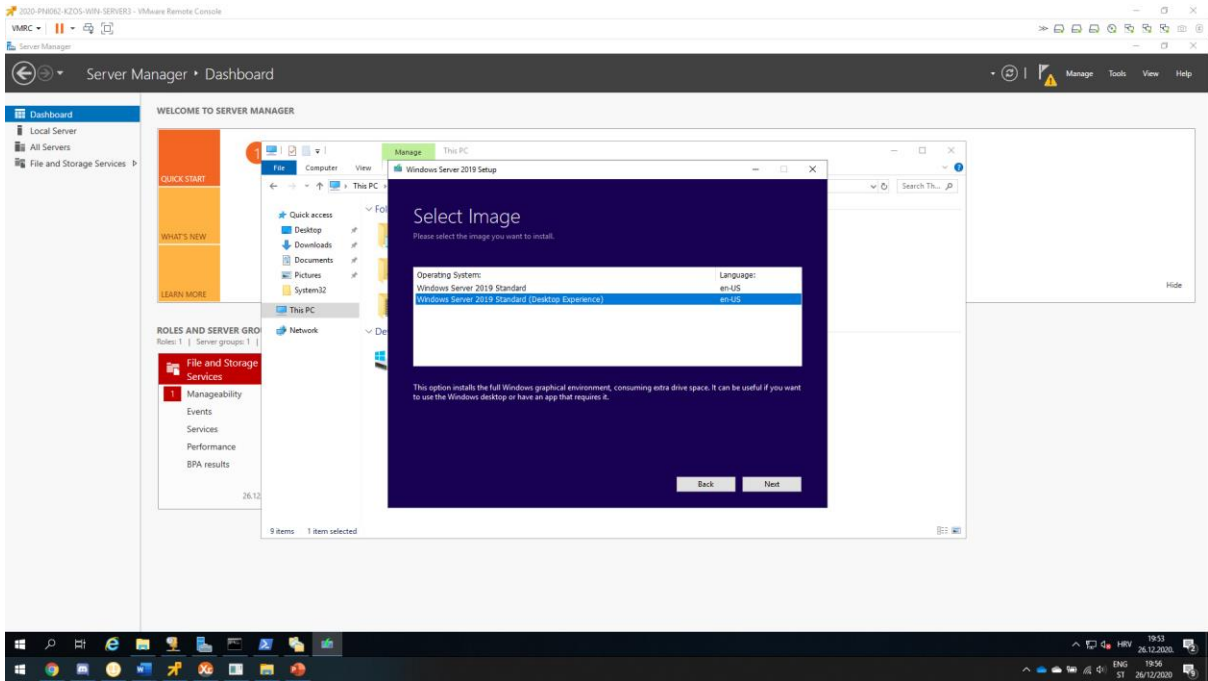 2020-PNI062-KZOS-WIN-SERVER3 - VMware Remote Console
VMRC
Server Manager
Server Manager • Dashboard
Manage Tools View Help
Dashboard
Local Server
All Servers
File and Storage Services
WELCOME TO SERVER MANAGER
1
QUICK START
WHAT'S NEW
LEARN MORE
Hide
ROLES AND SERVER GRO
Roles: 1 | Server groups: 1 |
File and Storage
Services
1 Manageability
Events
Services
Performance
BPA results
26.12
Manage This PC
File Computer View
This PC
Search Th...
Quick access
Desktop
Downloads
Documents
Pictures
System32
This PC
Network
Fol
De
9 items 1 item selected
Windows Server 2019 Setup
Select Image
Please select the image you want to install.
Operating System: Language:
Windows Server 2019 Standard en-US
Windows Server 2019 Standard (Desktop Experience) en-US
This option installs the full Windows graphical environment, consuming extra drive space. It can be useful if you want
to use the Windows desktop or have an app that requires it.
Back Next
HRV 19:53
26.12.2020.
2
ENG 19:56
ST 26/12/2020